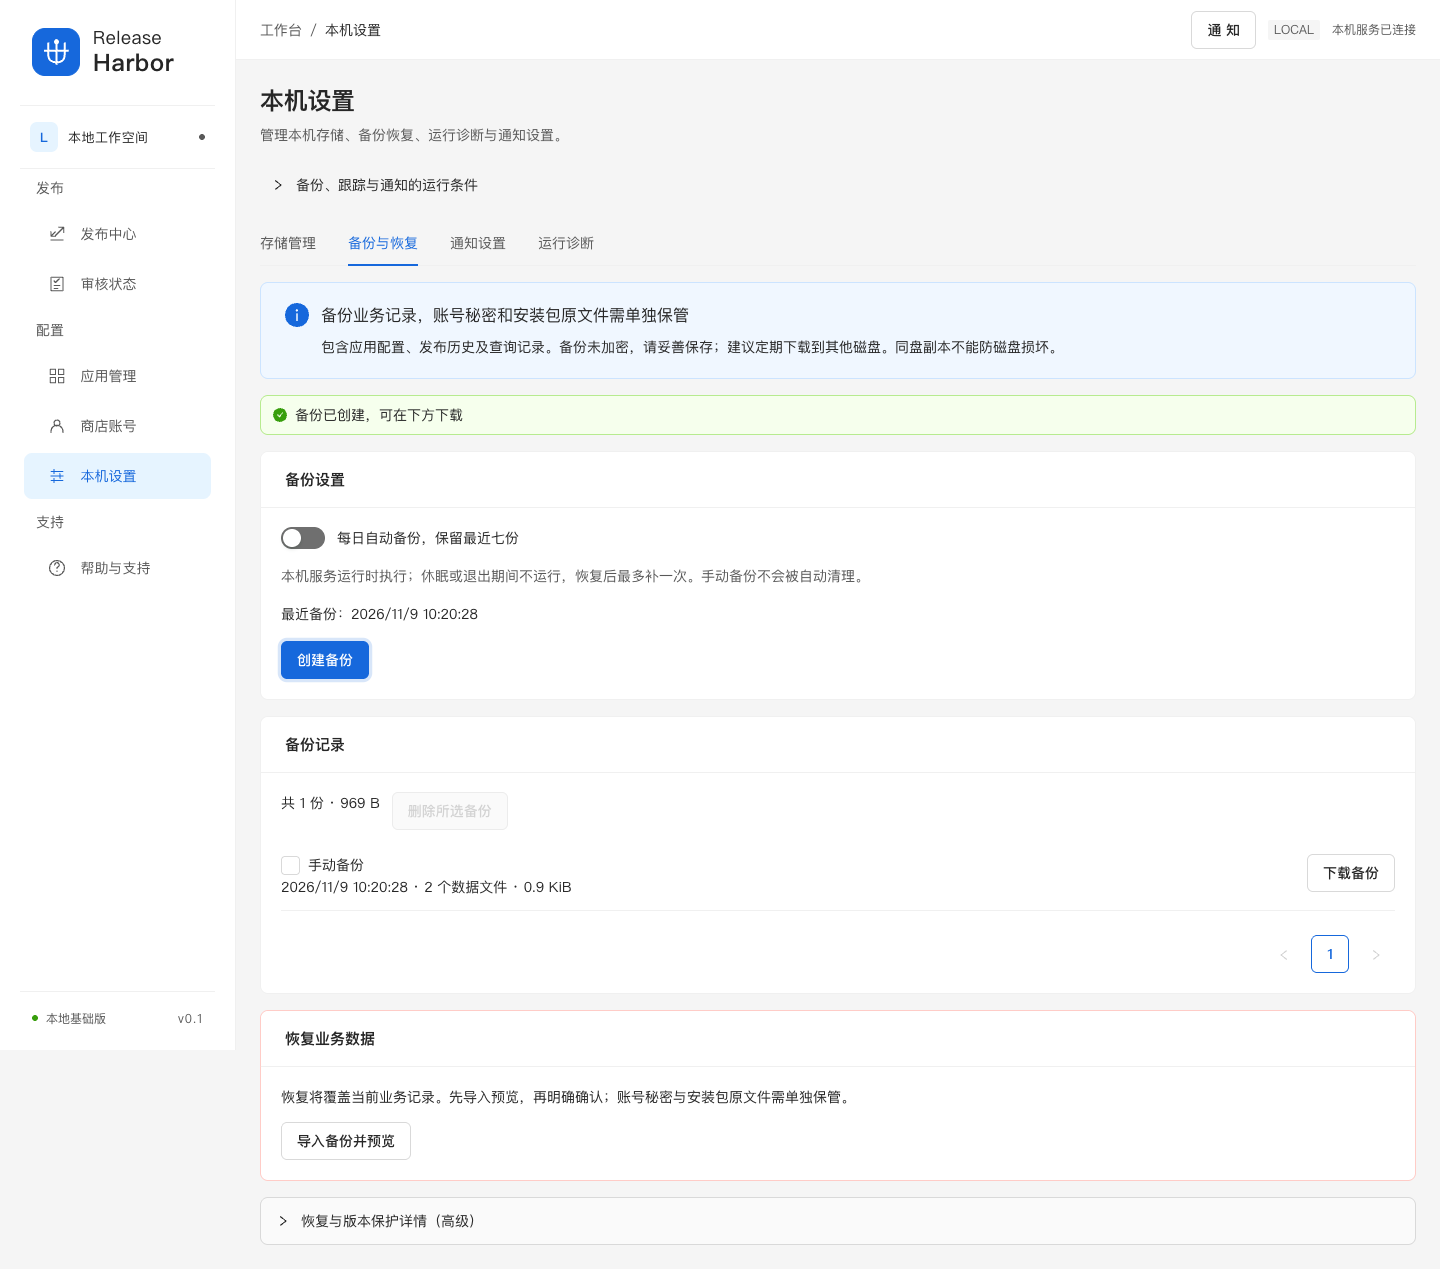 Release
Harbor
L 本地工作空间
发布
发布中心
审核状态
配置
应用管理
商店账号
本机设置
支持
帮助与支持
本地基础版 v0.1
工作台 / 本机设置
通 知 LOCAL 本机服务已连接
本机设置
管理本机存储、备份恢复、运行诊断与通知设置。
备份、跟踪与通知的运行条件
存储管理 备份与恢复 通知设置 运行诊断
备份业务记录，账号秘密和安装包原文件需单独保管
包含应用配置、发布历史及查询记录。备份未加密，请妥善保存；建议定期下载到其他磁盘。同盘副本不能防磁盘损坏。
备份已创建，可在下方下载
备份设置
每日自动备份，保留最近七份
本机服务运行时执行；休眠或退出期间不运行，恢复后最多补一次。手动备份不会被自动清理。
最近备份：2026/11/9 10:20:28
创建备份
备份记录
共 1 份 · 969 B 删除所选备份
手动备份
2026/11/9 10:20:28 · 2 个数据文件 · 0.9 KiB
下载备份
1
恢复业务数据
恢复将覆盖当前业务记录。先导入预览，再明确确认；账号秘密与安装包原文件需单独保管。
导入备份并预览
恢复与版本保护详情（高级）